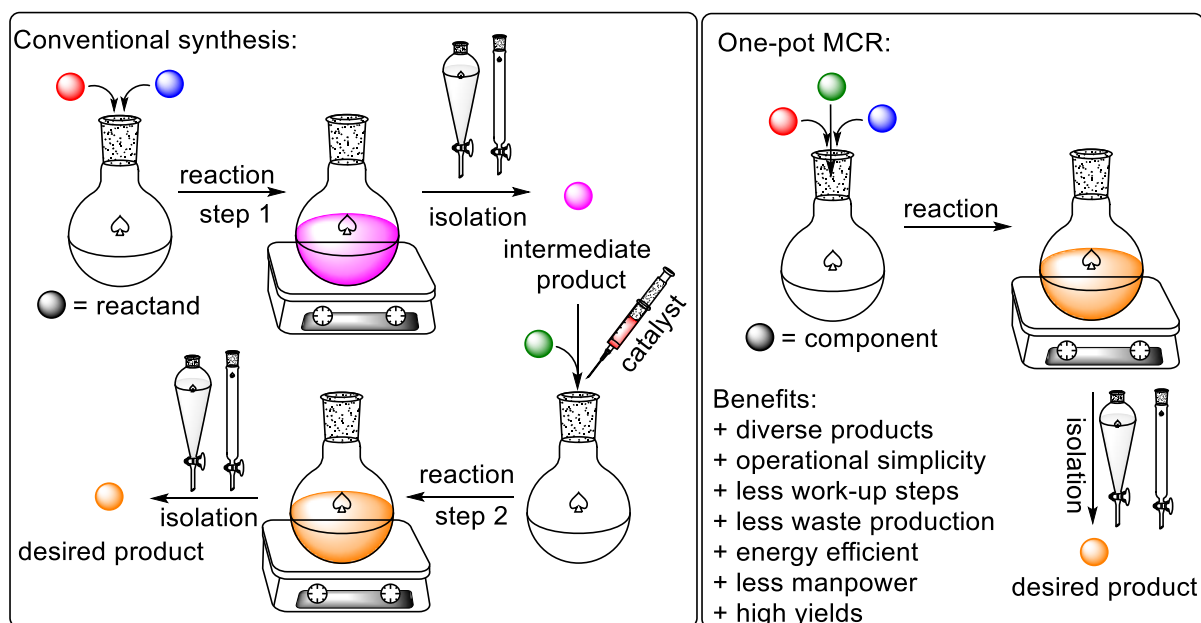 Conventional synthesis:
reaction
step 1
isolation
intermediate
product
= reactand
catalyst
reaction
step 2
isolation
desired product
One-pot MCR:
reaction
= component
Benefits:
+ diverse products
+ operational simplicity
+ less work-up steps
+ less waste production
+ energy efficient
+ less manpower
+ high yields
isolation
desired product